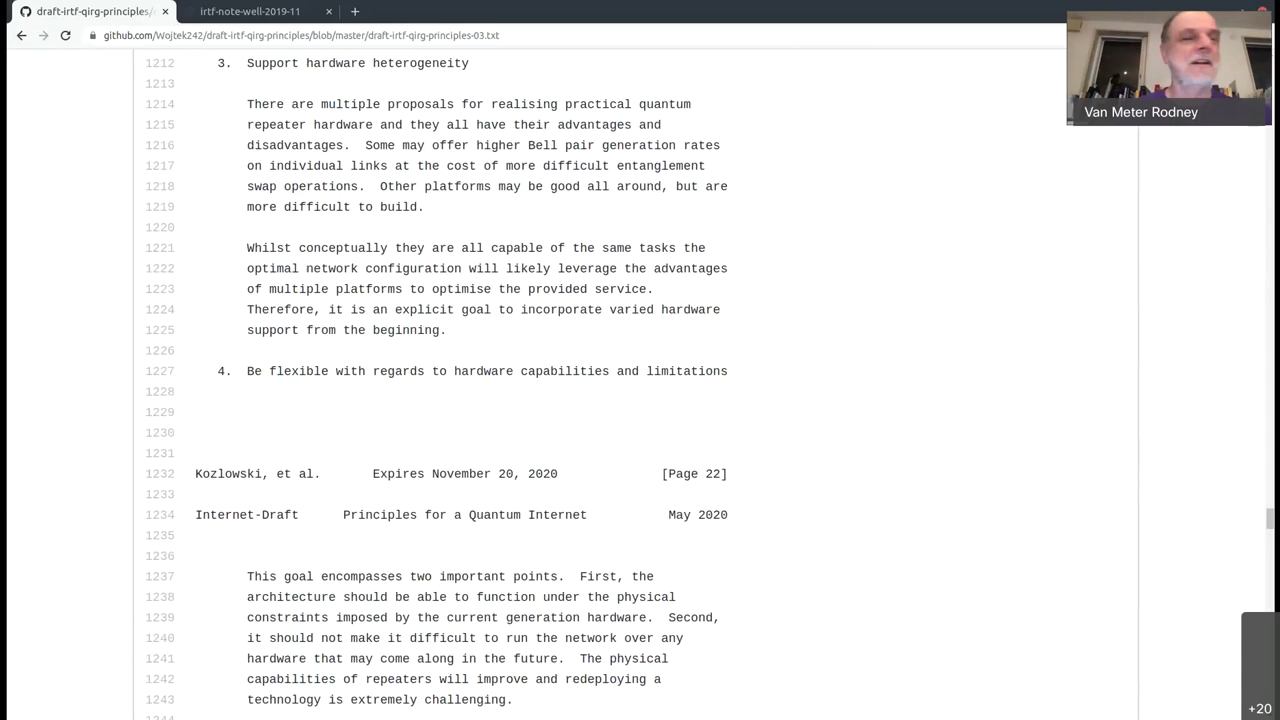 draft-irtf-qirg-principles/
irtf-note-well-2019-11
github.com/Wojtek242/draft-irtf-qirg-principles/blob/master/draft-irtf-qirg-principles-03.txt
Van Meter Rodney
1212 3. Support hardware heterogeneity
1213
1214 There are multiple proposals for realising practical quantum
1215 repeater hardware and they all have their advantages and
1216 disadvantages. Some may offer higher Bell pair generation rates
1217 on individual links at the cost of more difficult entanglement
1218 swap operations. Other platforms may be good all around, but are
1219 more difficult to build.
1220
1221 Whilst conceptually they are all capable of the same tasks the
1222 optimal network configuration will likely leverage the advantages
1223 of multiple platforms to optimise the provided service.
1224 Therefore, it is an explicit goal to incorporate varied hardware
1225 support from the beginning.
1226
1227 4. Be flexible with regards to hardware capabilities and limitations
1228
1229
1230
1231
1232 Kozlowski, et al. Expires November 20, 2020 [Page 22]
1233
1234 Internet-Draft Principles for a Quantum Internet May 2020
1235
1236
1237 This goal encompasses two important points. First, the
1238 architecture should be able to function under the physical
1239 constraints imposed by the current generation hardware. Second,
1240 it should not make it difficult to run the network over any
1241 hardware that may come along in the future. The physical
1242 capabilities of repeaters will improve and redeploying a
1243 technology is extremely challenging.
+20